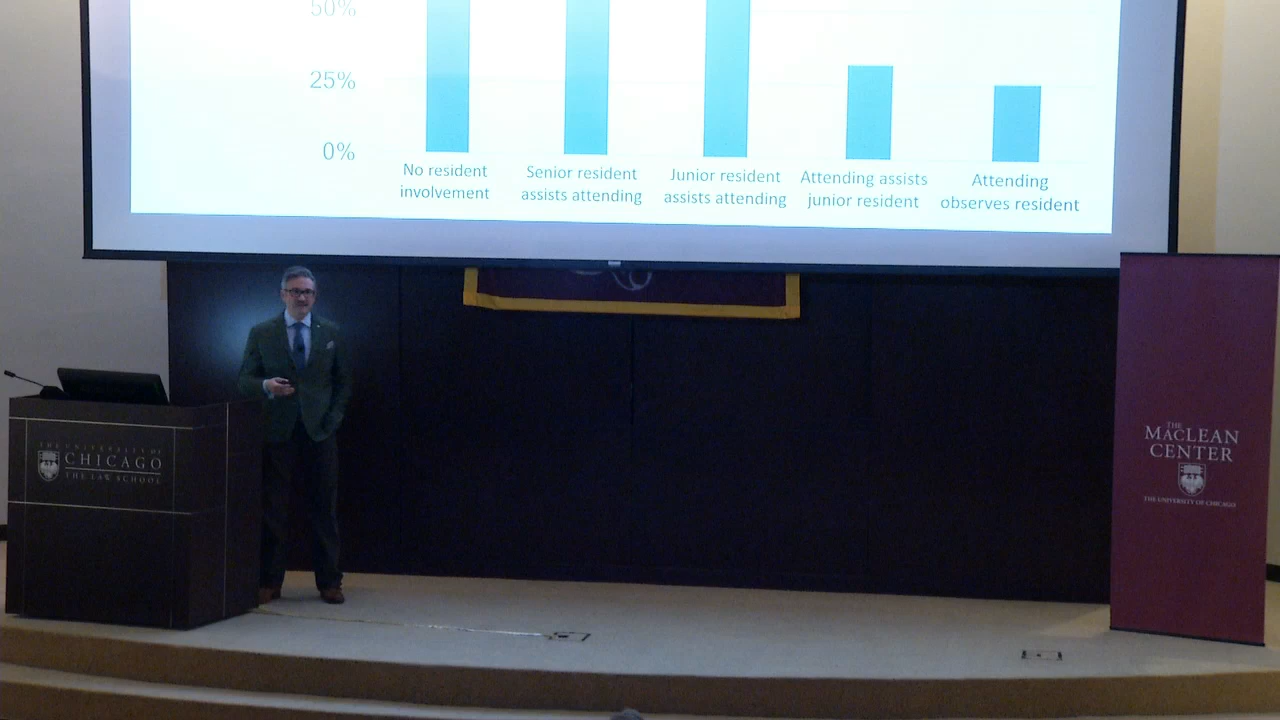 50%
25%
0%
No resident
involvement
Senior resident
assists attending
Junior resident
assists attending
Attending assists
junior resident
Attending
observes resident
THE UNIVERSITY OF
CHICAGO
THE LAW SCHOOL
THE
MACLEAN
CENTER
THE UNIVERSITY OF CHICAGO